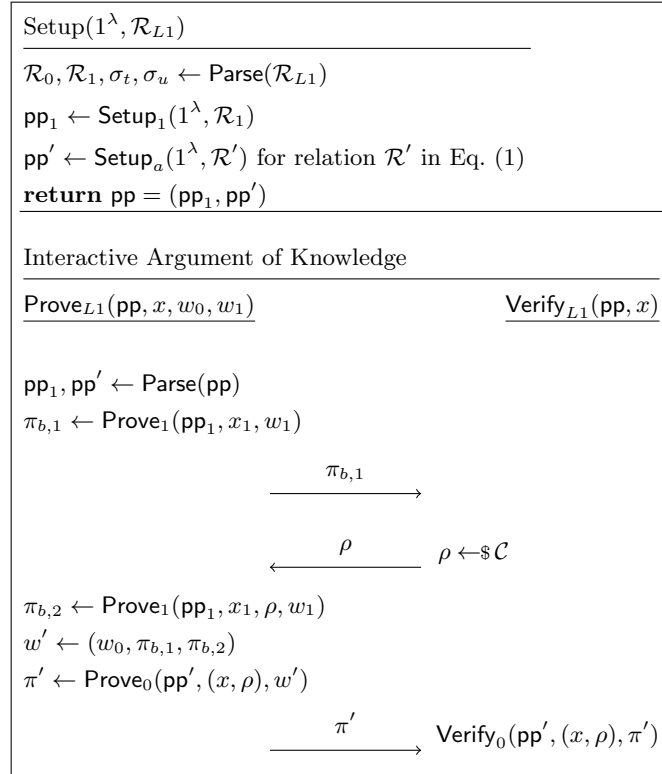 Setup(1^λ, R_{L1})
R_0, R_1, σ_t, σ_u ← Parse(R_{L1})
pp_1 ← Setup_1(1^λ, R_1)
pp′ ← Setup_a(1^λ, R′) for relation R′ in Eq. (1)
return pp = (pp_1, pp′)
Interactive Argument of Knowledge
Prove_{L1}(pp, x, w_0, w_1) Verify_{L1}(pp, x)
pp_1, pp′ ← Parse(pp)
π_{b,1} ← Prove_1(pp_1, x_1, w_1)
π_{b,1}
ρ ρ ←$ C
π_{b,2} ← Prove_1(pp_1, x_1, ρ, w_1)
w′ ← (w_0, π_{b,1}, π_{b,2})
π′ ← Prove_0(pp′, (x, ρ), w′)
π′ Verify_0(pp′, (x, ρ), π′)